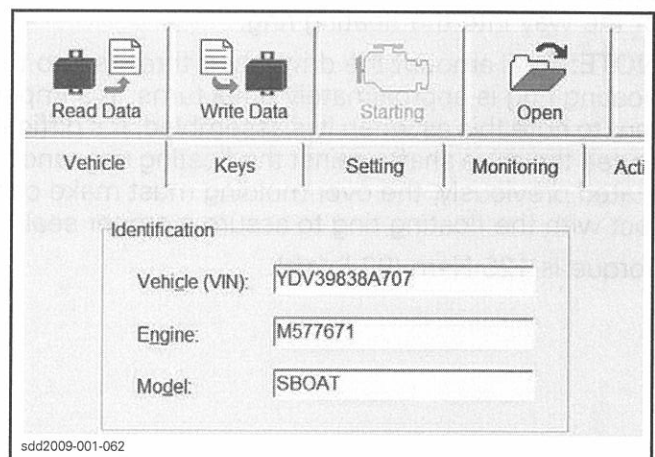 Read Data Write Data Starting Open
Vehicle Keys Setting Monitoring Acti
Identification
Vehicle (VIN): YDV39838A707
Engine: M577671
Model: SBOAT
sdd2009-001-062